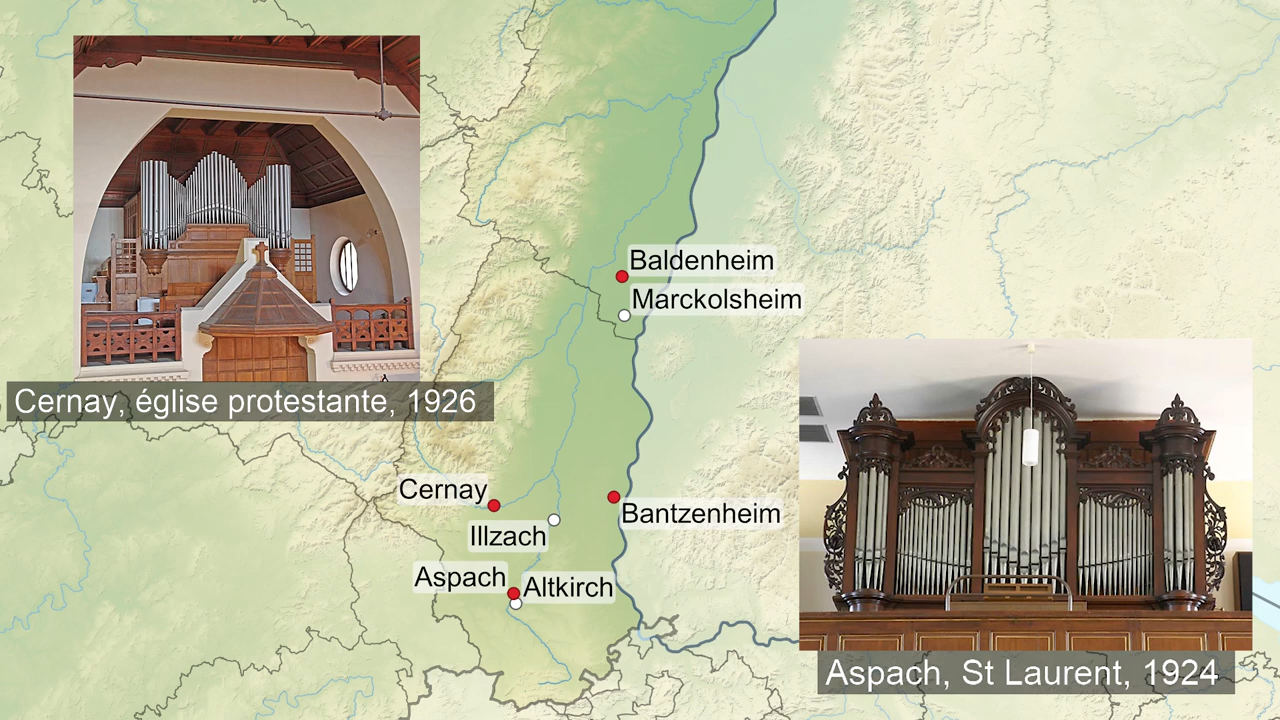 Cernay, église protestante, 1926
Baldenheim
Marckolsheim
Cernay
Illzach
Bantzenheim
Aspach
Altkirch
Aspach, St Laurent, 1924